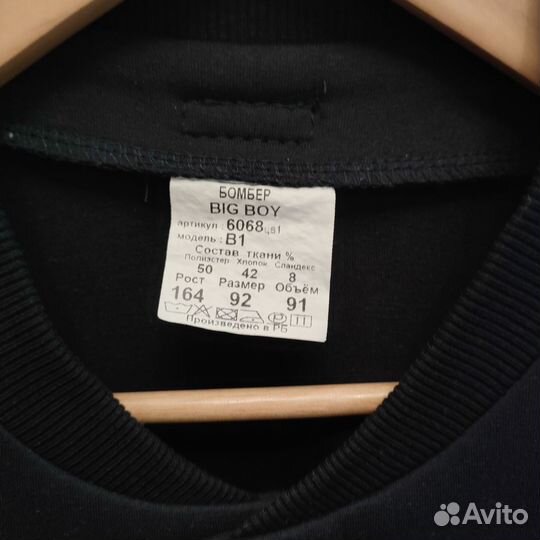 БОМБЕР
BIG BOY
артикул : 6068
модель : B1
Состав ткани %
Полиэстер Хлопок Спандекс
50 42 8
Рост Размер Объём
164 92 91
Произведено в РБ
Avito